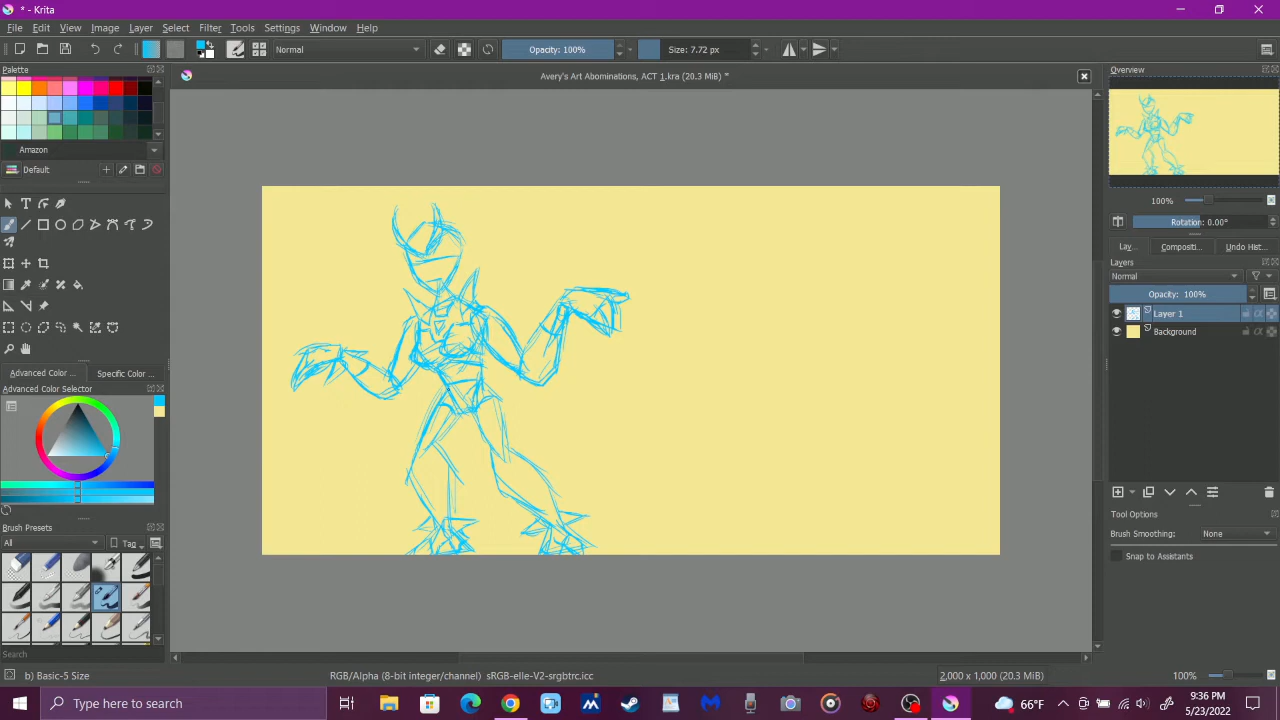 * - Krita
File Edit View Image Layer Select Filter Tools Settings Window Help
Normal Opacity: 100% Size: 7.72 px
Palette Avery's Art Abominations, ACT 1.kra (20.3 MiB) * Overview
Amazon
Default
100%
Rotation: 0.00°
Lay... Compositi... Undo Hist...
Layers
Normal
Opacity: 100%
Layer 1
Background
Advanced Color ... Specific Color ...
Advanced Color Selector
Tool Options
Brush Smoothing: None
Snap to Assistants
Brush Presets
All Tag
Search
b) Basic-5 Size RGB/Alpha (8-bit integer/channel) sRGB-elle-V2-srgbtrc.icc 2,000 x 1,000 (20.3 MiB) 100%
Type here to search 66°F 9:36 PM
5/23/2022